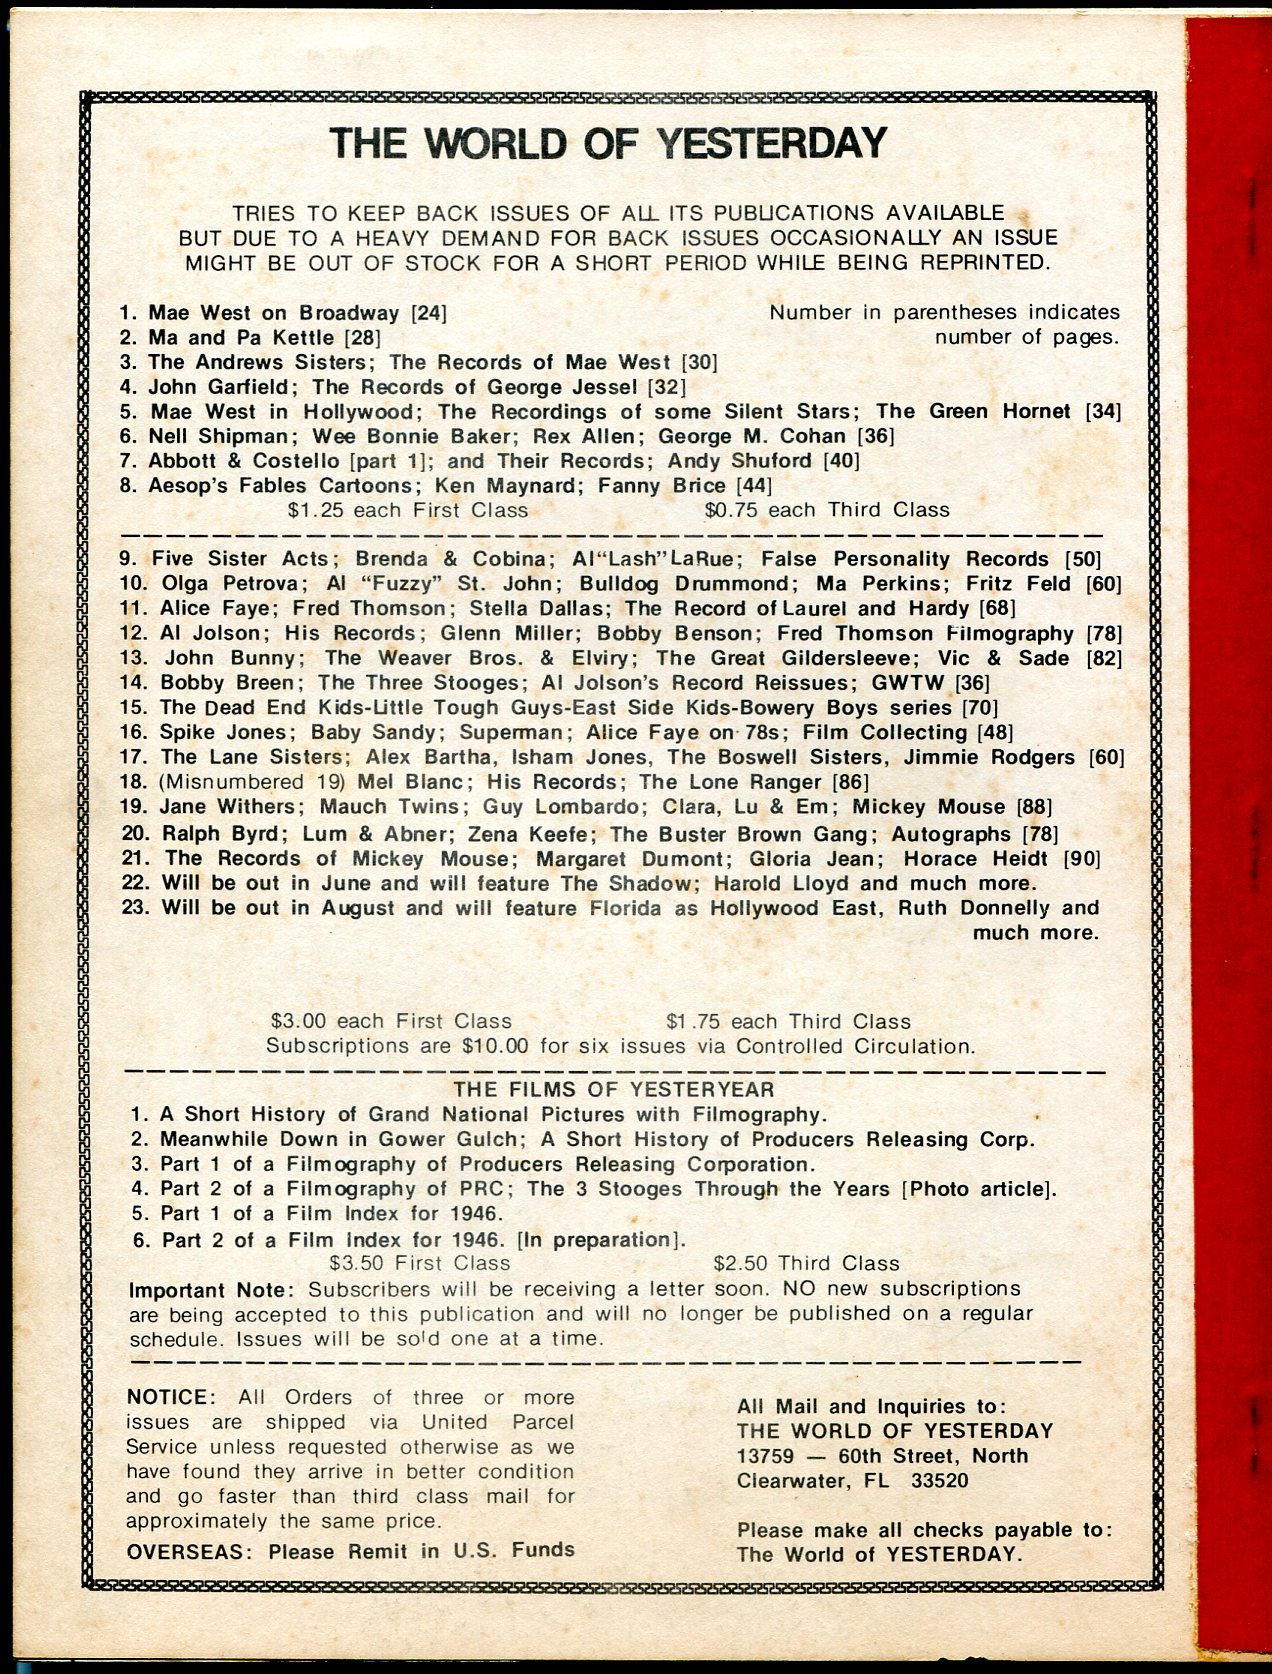 THE WORLD OF YESTERDAY
TRIES TO KEEP BACK ISSUES OF ALL ITS PUBLICATIONS AVAILABLE
BUT DUE TO A HEAVY DEMAND FOR BACK ISSUES OCCASIONALLY AN ISSUE
MIGHT BE OUT OF STOCK FOR A SHORT PERIOD WHILE BEING REPRINTED.
1. Mae West on Broadway [24]
Number in parentheses indicates
2. Ma and Pa Kettle [28]
number of pages.
3. The Andrews Sisters; The Records of Mae West [30]
4. John Garfield; The Records of George Jessel [32]
5. Mae West in Hollywood; The Recordings of some Silent Stars; The Green Hornet [34]
6. Nell Shipman; Wee Bonnie Baker; Rex Allen; George M. Cohan [36]
7. Abbott & Costello [part 1]; and Their Records; Andy Shuford [40]
8. Aesop's Fables Cartoons; Ken Maynard; Fanny Brice [44]
$1.25 each First Class $0.75 each Third Class
9. Five Sister Acts; Brenda & Cobina; Al“Lash”LaRue; False Personality Records [50]
10. Olga Petrova; Al “Fuzzy” St. John; Bulldog Drummond; Ma Perkins; Fritz Feld [60]
11. Alice Faye; Fred Thomson; Stella Dallas; The Record of Laurel and Hardy [68]
12. Al Jolson; His Records; Glenn Miller; Bobby Benson; Fred Thomson Filmography [78]
13. John Bunny; The Weaver Bros. & Elviry; The Great Gildersleeve; Vic & Sade [82]
14. Bobby Breen; The Three Stooges; Al Jolson's Record Reissues; GWTW [36]
15. The Dead End Kids-Little Tough Guys-East Side Kids-Bowery Boys series [70]
16. Spike Jones; Baby Sandy; Superman; Alice Faye on 78s; Film Collecting [48]
17. The Lane Sisters; Alex Bartha, Isham Jones, The Boswell Sisters, Jimmie Rodgers [60]
18. (Misnumbered 19) Mel Blanc; His Records; The Lone Ranger [86]
19. Jane Withers; Mauch Twins; Guy Lombardo; Clara, Lu & Em; Mickey Mouse [88]
20. Ralph Byrd; Lum & Abner; Zena Keefe; The Buster Brown Gang; Autographs [78]
21. The Records of Mickey Mouse; Margaret Dumont; Gloria Jean; Horace Heidt [90]
22. Will be out in June and will feature The Shadow; Harold Lloyd and much more.
23. Will be out in August and will feature Florida as Hollywood East, Ruth Donnelly and
much more.
$3.00 each First Class $1.75 each Third Class
Subscriptions are $10.00 for six issues via Controlled Circulation.
THE FILMS OF YESTERYEAR
1. A Short History of Grand National Pictures with Filmography.
2. Meanwhile Down in Gower Gulch; A Short History of Producers Releasing Corp.
3. Part 1 of a Filmography of Producers Releasing Corporation.
4. Part 2 of a Filmography of PRC; The 3 Stooges Through the Years [Photo article].
5. Part 1 of a Film Index for 1946.
6. Part 2 of a Film Index for 1946. [In preparation].
$3.50 First Class $2.50 Third Class
Important Note: Subscribers will be receiving a letter soon. NO new subscriptions
are being accepted to this publication and will no longer be published on a regular
schedule. Issues will be sold one at a time.
NOTICE: All Orders of three or more
issues are shipped via United Parcel
Service unless requested otherwise as we
have found they arrive in better condition
and go faster than third class mail for
approximately the same price.
OVERSEAS: Please Remit in U.S. Funds
All Mail and Inquiries to:
THE WORLD OF YESTERDAY
13759 — 60th Street, North
Clearwater, FL 33520
Please make all checks payable to:
The World of YESTERDAY.